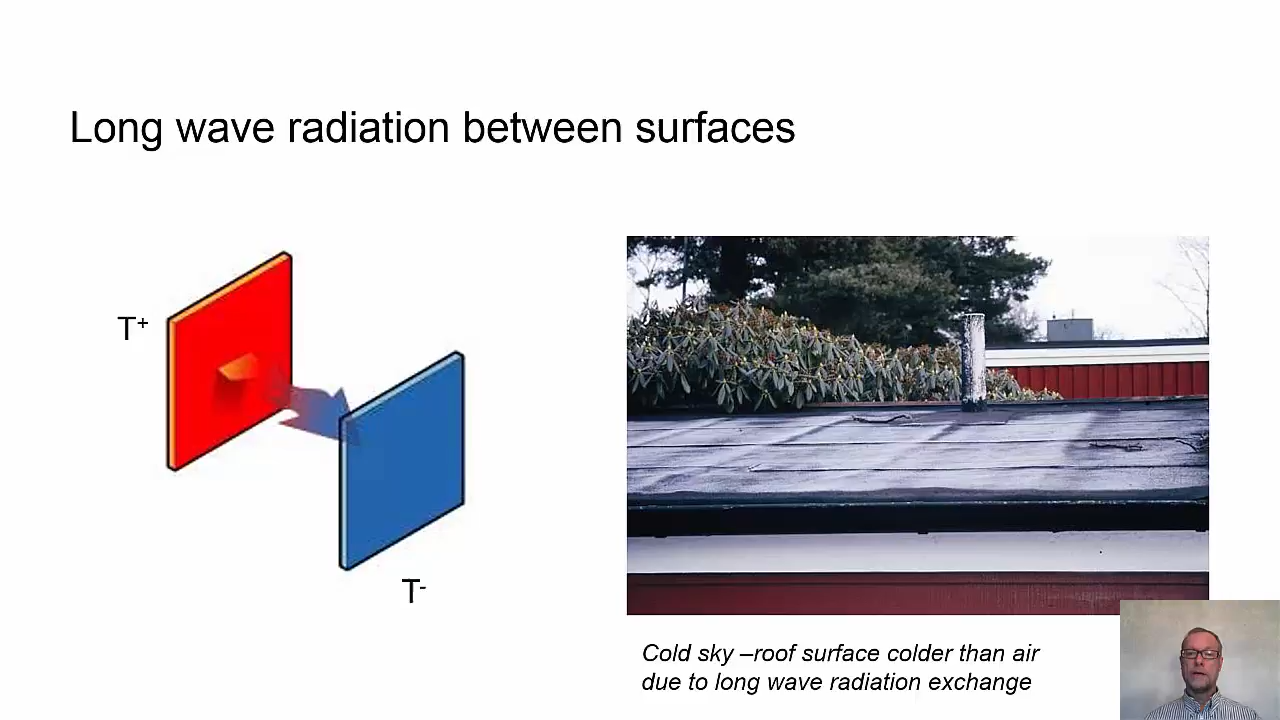 Long wave radiation between surfaces
T+
T-
Cold sky –roof surface colder than air
due to long wave radiation exchange